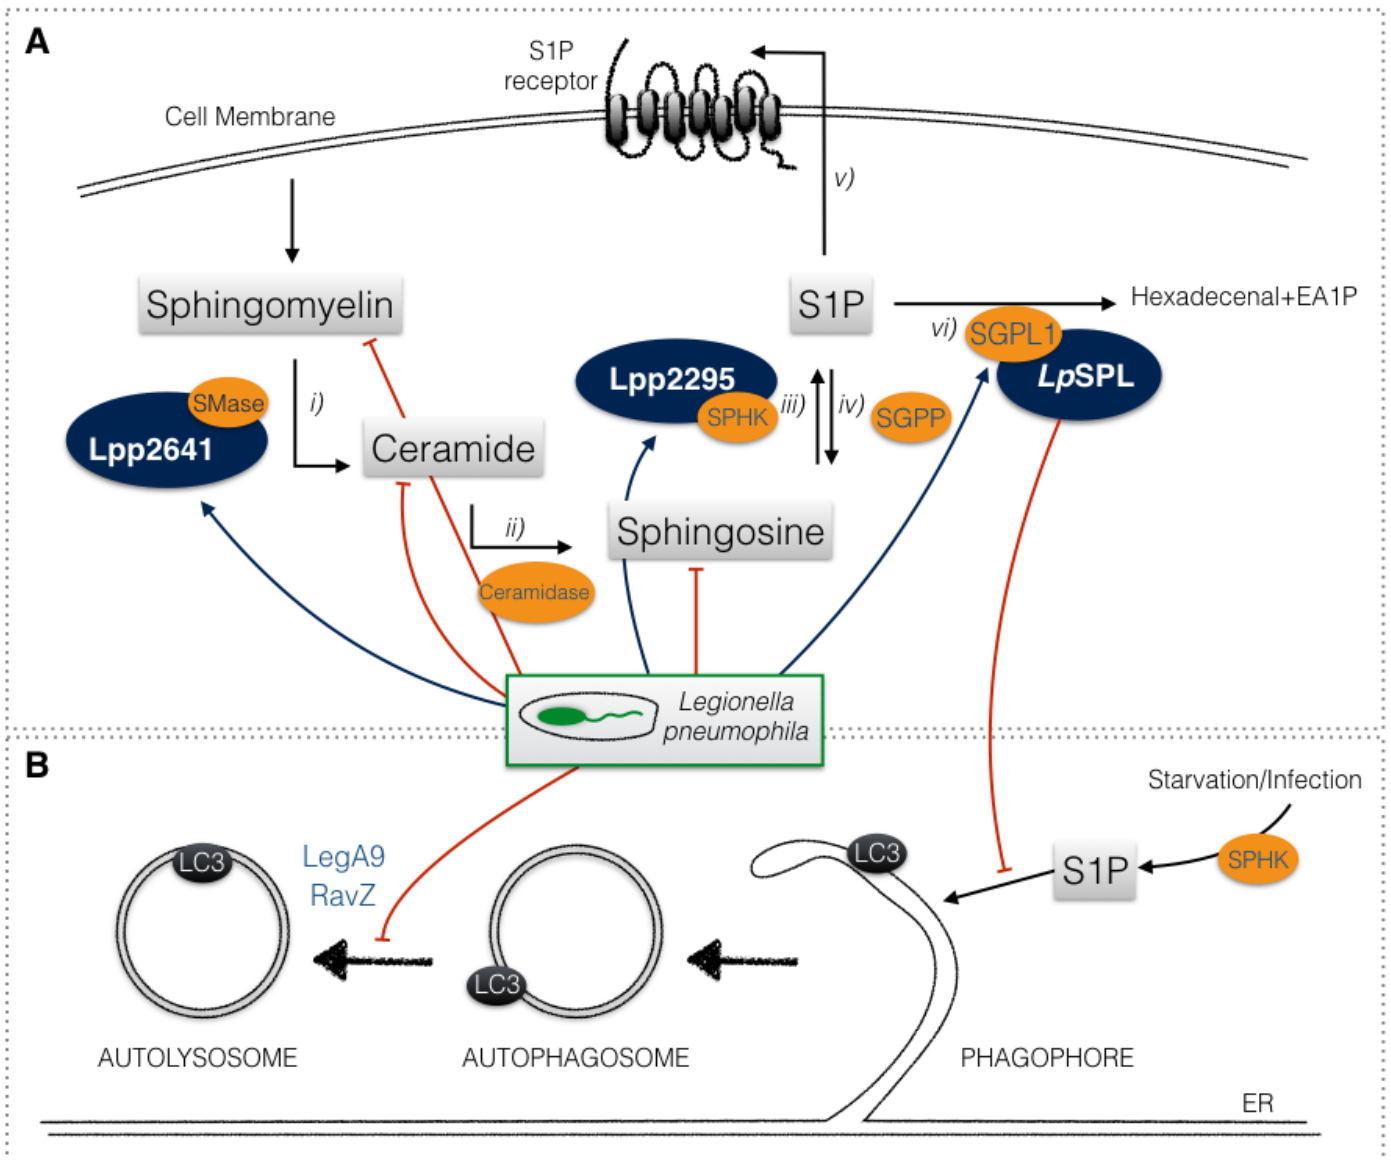 A
S1P
receptor
Cell Membrane
v)
Sphingomyelin
S1P
Hexadecenal+EA1P
vi)
SGPL1
LpSPL
Lpp2295
SPHK
iii)
iv)
SGPP
SMase
Lpp2641
i)
Ceramide
ii)
Sphingosine
Ceramidase
Legionella
pneumophila
B
Starvation/Infection
SPHK
S1P
LC3
LegA9
RavZ
LC3
LC3
AUTOLYSOSOME
AUTOPHAGOSOME
PHAGOPHORE
ER